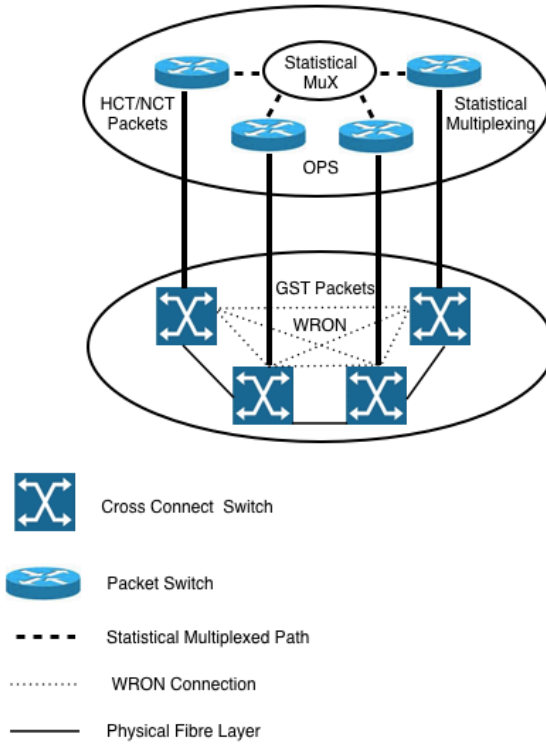 Statistical
MuX
HCT/NCT
Packets
Statistical
Multiplexing
OPS
GST Packets
WRON
Cross Connect Switch
Packet Switch
Statistical Multiplexed Path
WRON Connection
Physical Fibre Layer